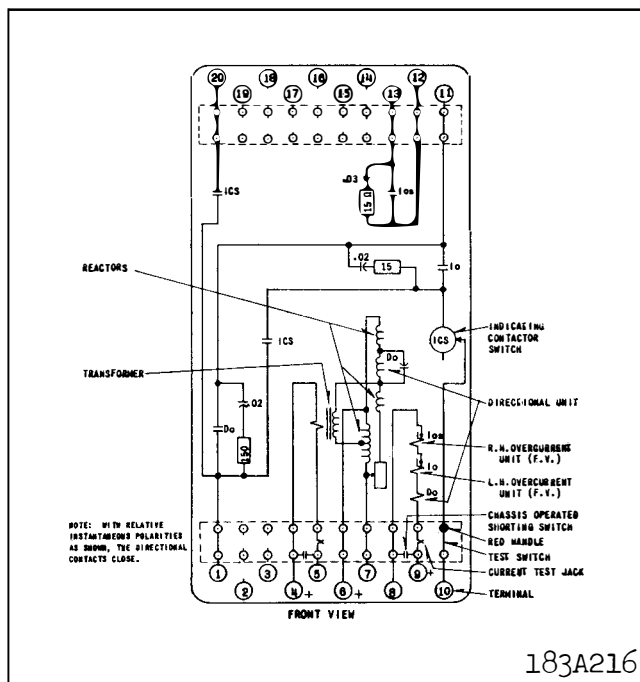 20 18 16 14 12
19 17 15 13 11
.03
15 Ω
Ios
ICS
.02
15
Io
REACTORS
ICS
INDICATING
CONTACTOR
SWITCH
ICS
Do
TRANSFORMER
DIRECTIONAL UNIT
.02
Do
150
Ios
R.H. OVERCURRENT
UNIT (F.V.)
Io
L.H. OVERCURRENT
UNIT (F.V.)
Do
CHASSIS OPERATED
SHORTING SWITCH
NOTE: WITH RELATIVE
INSTANTANEOUS POLARITIES
AS SHOWN, THE DIRECTIONAL
CONTACTS CLOSE.
RED HANDLE
TEST SWITCH
CURRENT TEST JACK
1 3 5 7 9 +
2 4 + 6 + 8 10
TERMINAL
FRONT VIEW
183A216